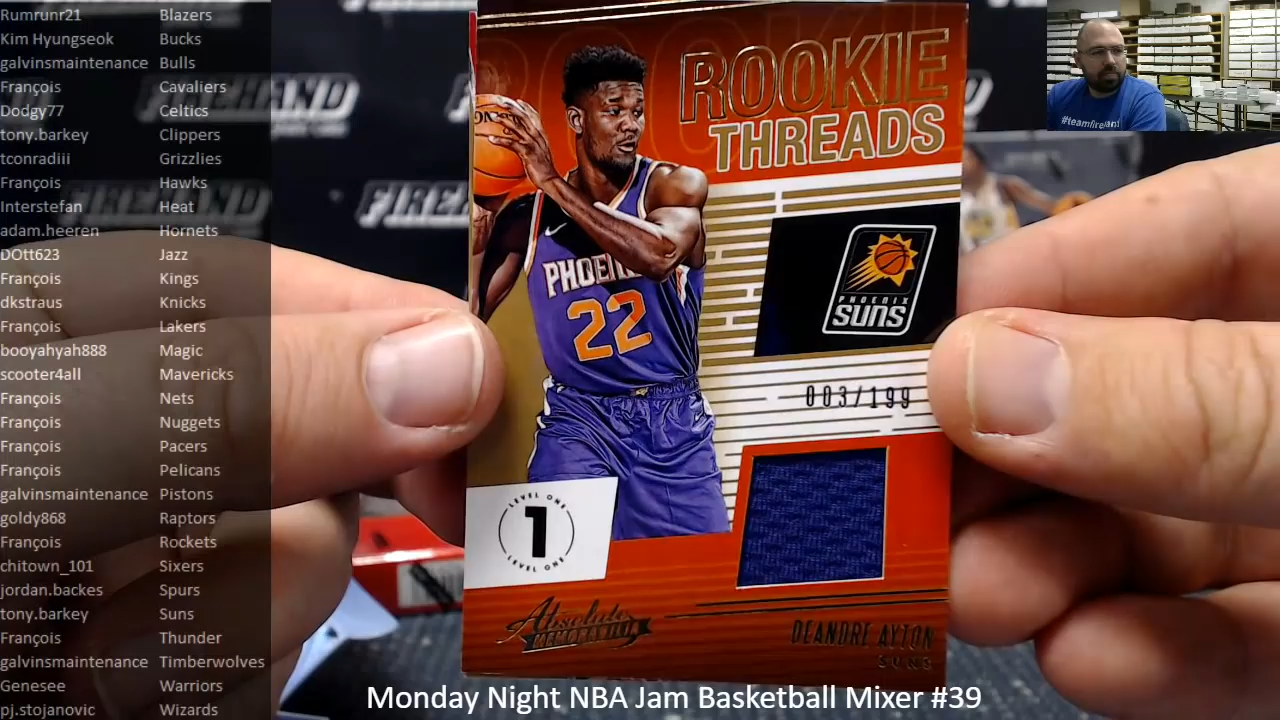 Rumrunr21 Blazers
Kim Hyungseok Bucks
galvinsmaintenance Bulls
François Cavaliers
Dodgy77 Celtics
tony.barkey Clippers
tconradiii Grizzlies
François Hawks
Interstefan Heat
adam.heeren Hornets
DOtt623 Jazz
François Kings
dkstraus Knicks
François Lakers
booyahyah888 Magic
scooter4all Mavericks
François Nets
François Nuggets
François Pacers
François Pelicans
galvinsmaintenance Pistons
goldy868 Raptors
François Rockets
chitown_101 Sixers
jordan.backes Spurs
tony.barkey Suns
François Thunder
galvinsmaintenance Timberwolves
Genesee Warriors
pj.stojanovic Wizards
FIREHAND
ROOKIE
THREADS
PHOENIX
SUNS
22
003/199
LEVEL ONE
1
LEVEL ONE
Absolute
MEMORABILIA
DEANDRE AYTON
SUNS
Monday Night NBA Jam Basketball Mixer #39